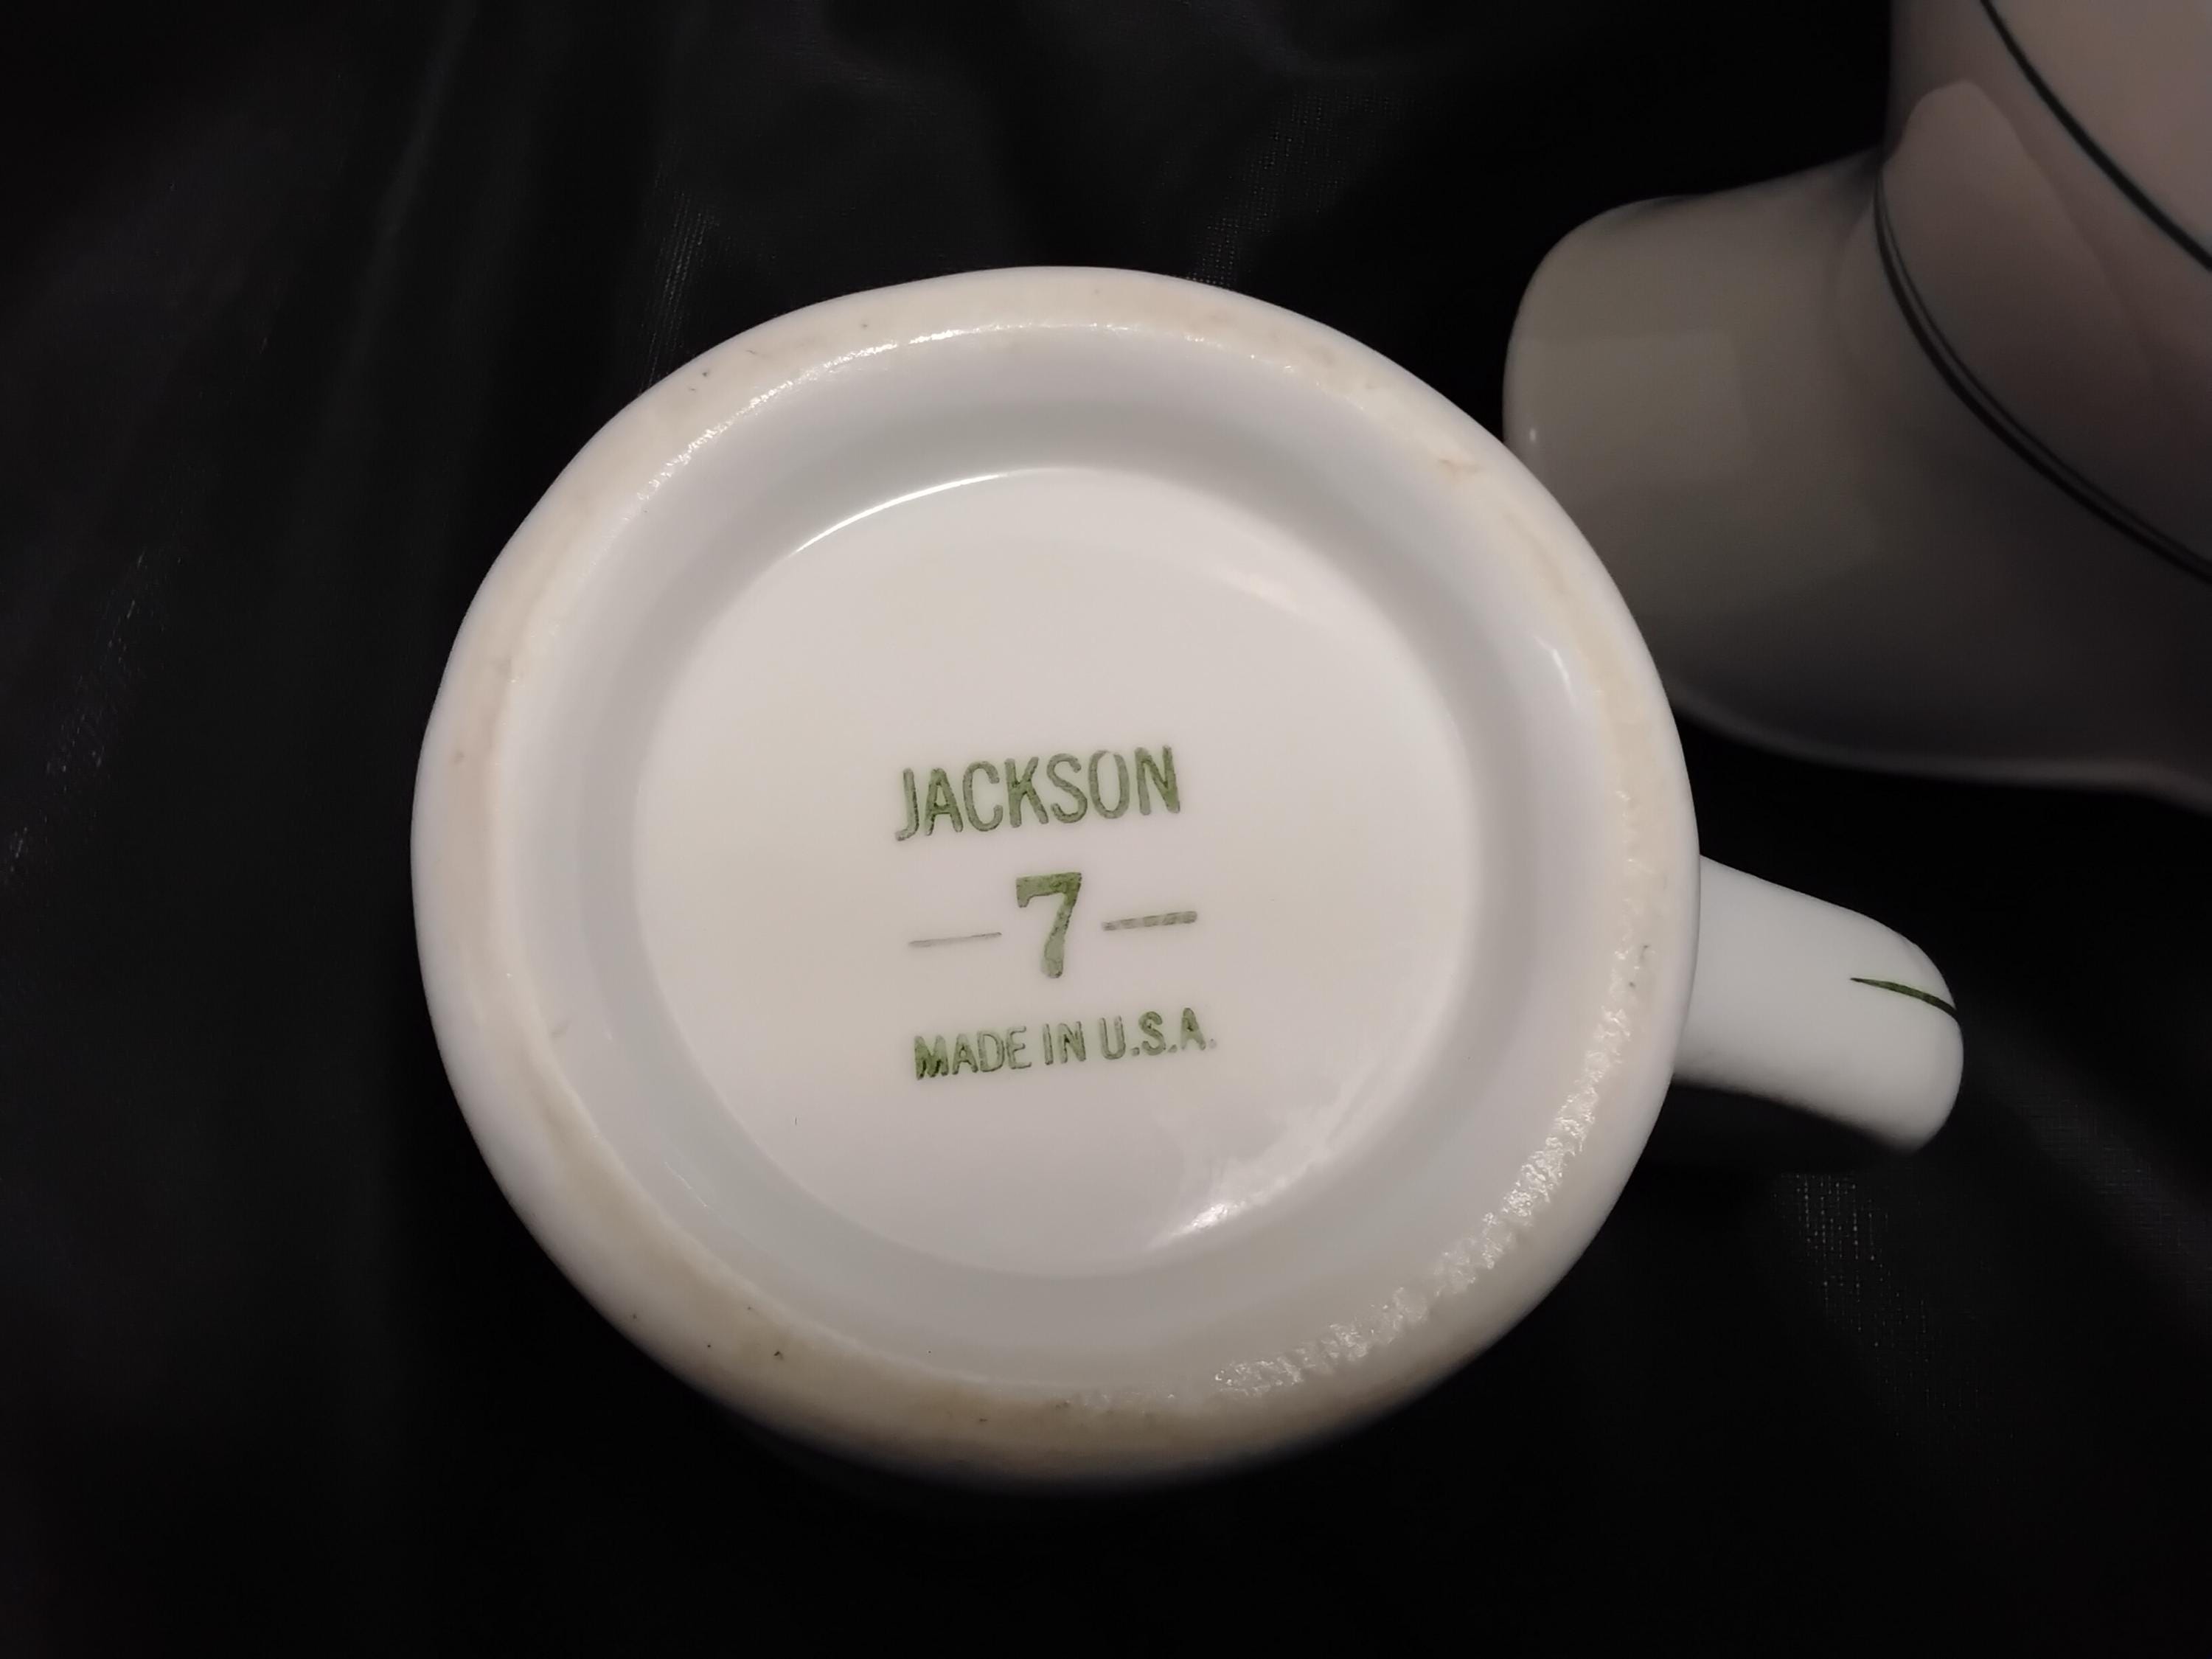 JACKSON
— 7 —
MADE IN U.S.A.